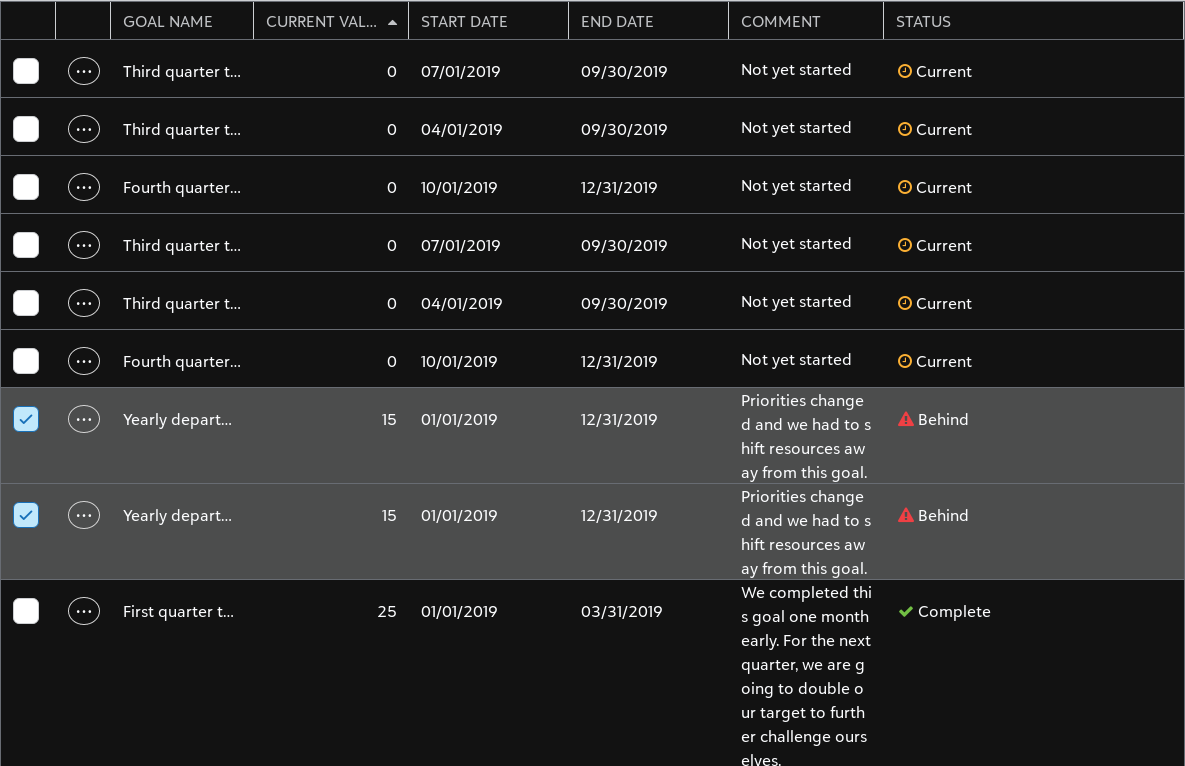 GOAL NAME CURRENT VAL... START DATE END DATE COMMENT STATUS
Third quarter t... 0 07/01/2019 09/30/2019 Not yet started Current
Third quarter t... 0 04/01/2019 09/30/2019 Not yet started Current
Fourth quarter... 0 10/01/2019 12/31/2019 Not yet started Current
Third quarter t... 0 07/01/2019 09/30/2019 Not yet started Current
Third quarter t... 0 04/01/2019 09/30/2019 Not yet started Current
Fourth quarter... 0 10/01/2019 12/31/2019 Not yet started Current
Priorities change
Yearly depart... 15 01/01/2019 12/31/2019 d and we had to s Behind
hift resources aw
ay from this goal.
Priorities change
Yearly depart... 15 01/01/2019 12/31/2019 d and we had to s Behind
hift resources aw
ay from this goal.
We completed thi
First quarter t... 25 01/01/2019 03/31/2019 s goal one month Complete
early. For the next
quarter, we are g
oing to double o
ur target to furth
er challenge ours
elves.